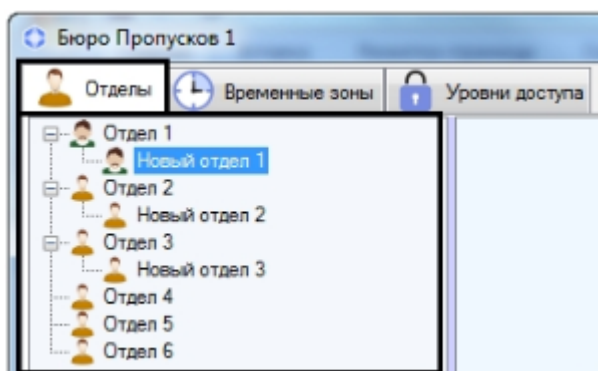 Бюро Пропусков 1
Отделы Временные зоны Уровни доступа
Отдел 1
Новый отдел 1
Отдел 2
Новый отдел 2
Отдел 3
Новый отдел 3
Отдел 4
Отдел 5
Отдел 6